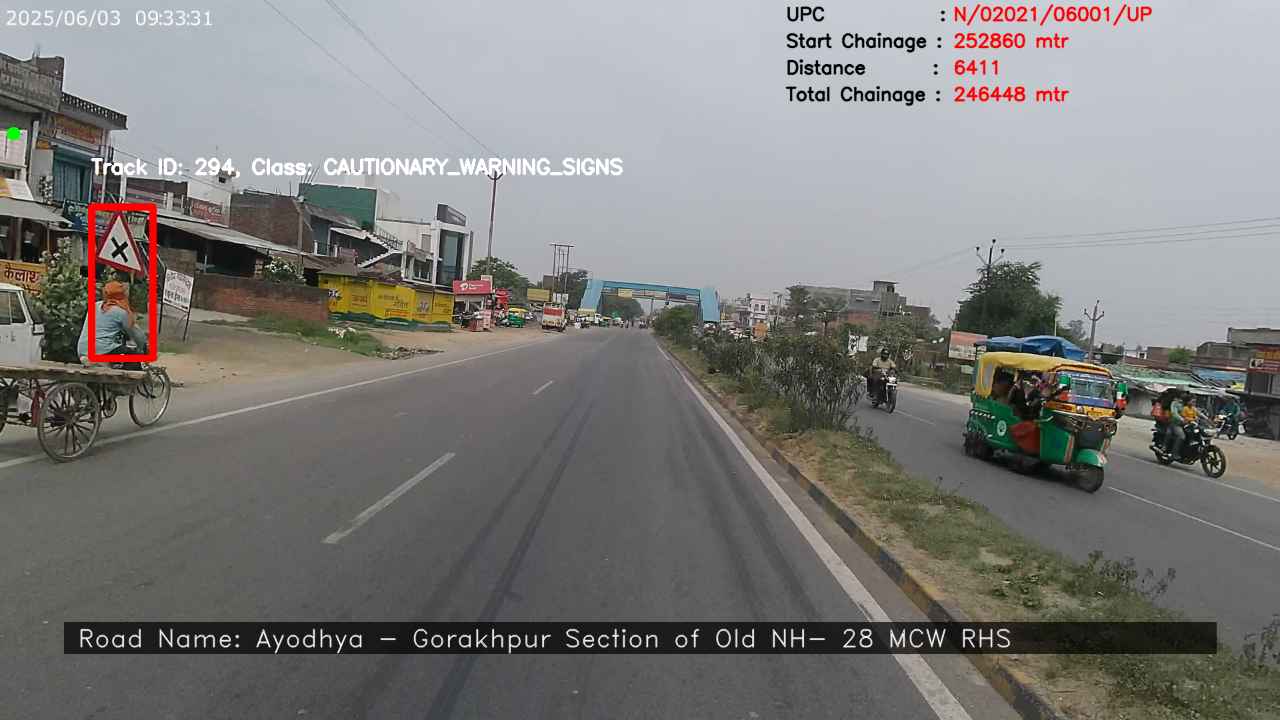 2025/06/03 09:33:31
UPC : N/02021/06001/UP
Start Chainage : 252860 mtr
Distance : 6411
Total Chainage : 246448 mtr
Track ID: 294, Class: CAUTIONARY_WARNING_SIGNS
कैलाश
airtel
Road Name: Ayodhya - Gorakhpur Section of Old NH- 28 MCW RHS